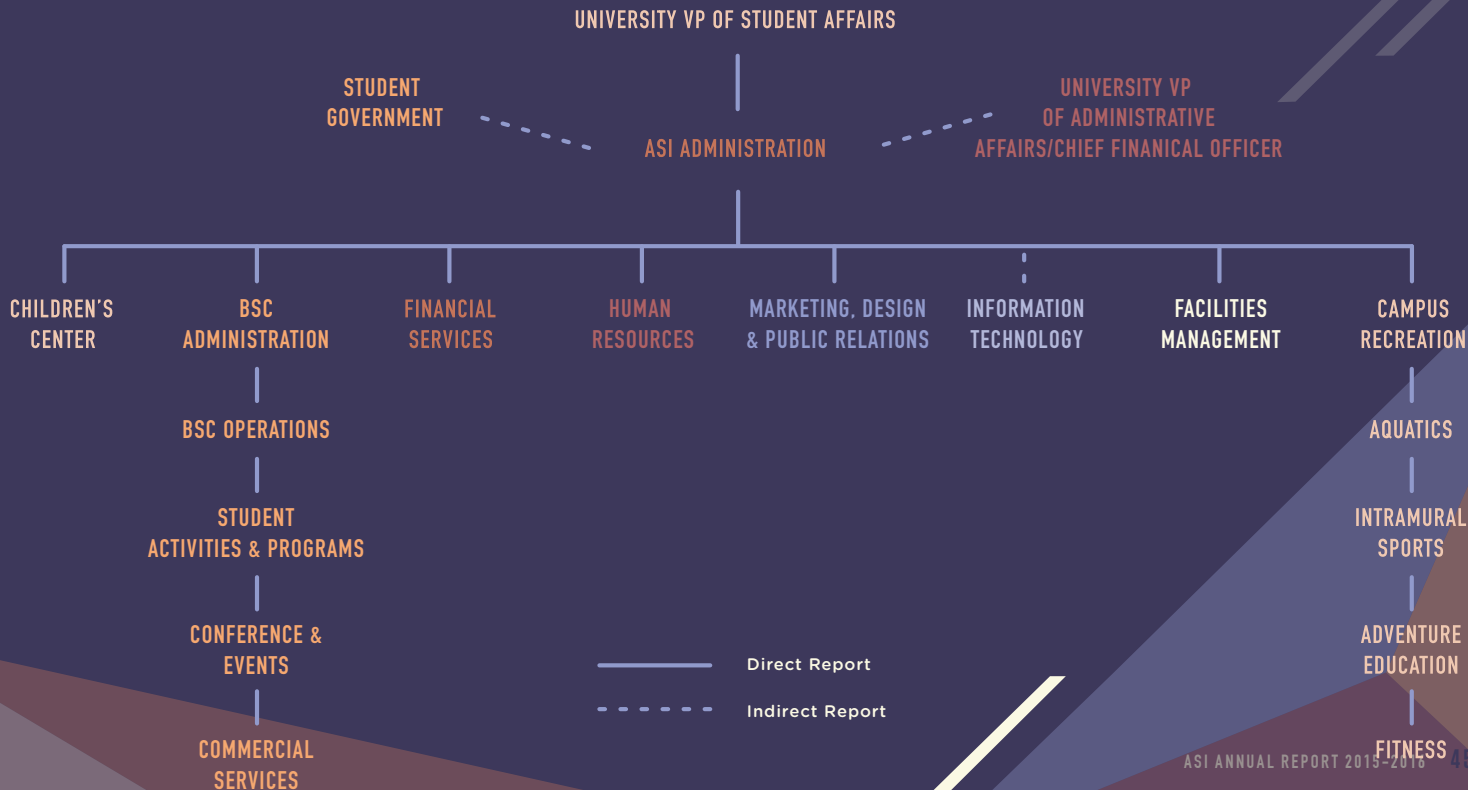 UNIVERSITY VP OF STUDENT AFFAIRS
STUDENT
GOVERNMENT
ASI ADMINISTRATION
UNIVERSITY VP
OF ADMINISTRATIVE
AFFAIRS/CHIEF FINANICAL OFFICER
CHILDREN'S
CENTER
BSC
ADMINISTRATION
FINANCIAL
SERVICES
HUMAN
RESOURCES
MARKETING, DESIGN
& PUBLIC RELATIONS
INFORMATION
TECHNOLOGY
FACILITIES
MANAGEMENT
CAMPUS
RECREATION
BSC OPERATIONS
STUDENT
ACTIVITIES & PROGRAMS
CONFERENCE &
EVENTS
COMMERCIAL
SERVICES
AQUATICS
INTRAMURAL
SPORTS
ADVENTURE
EDUCATION
FITNESS
Direct Report
Indirect Report
ASI ANNUAL REPORT 2015-2016